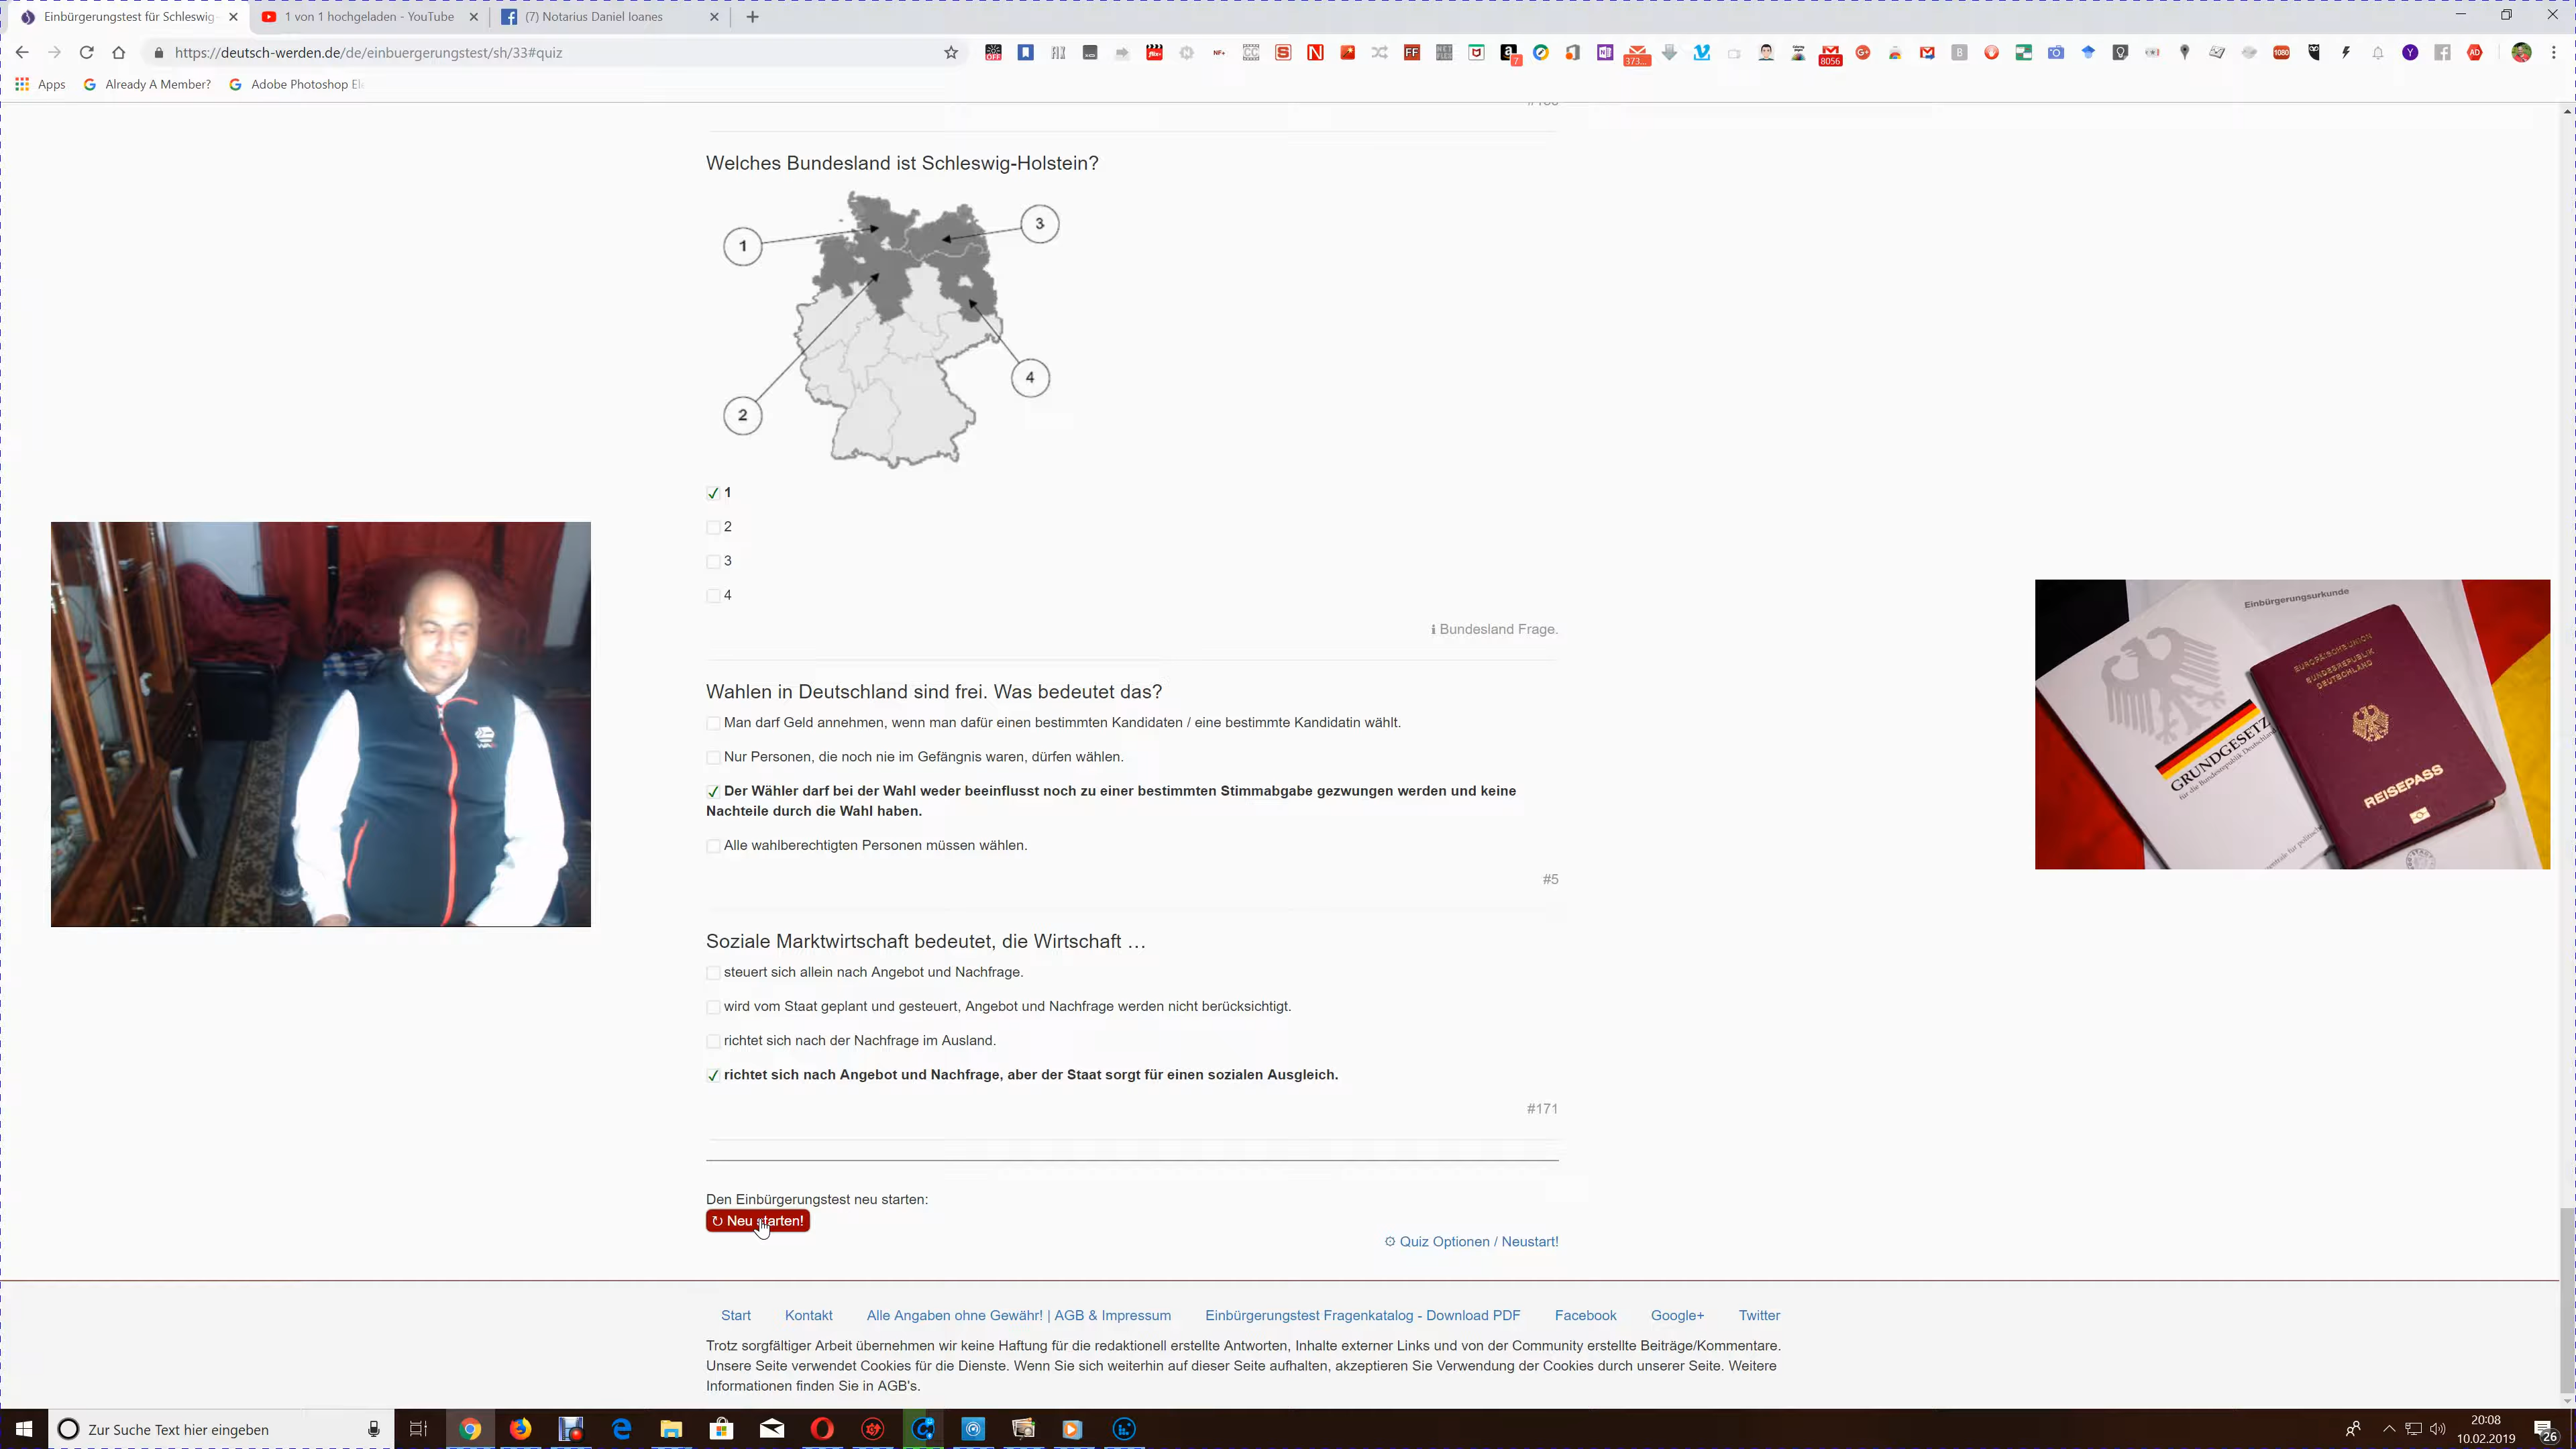 Einbürgerungstest für Schleswig-
1 von 1 hochgeladen - YouTube
(7) Notarius Daniel Ioanes
https://deutsch-werden.de/de/einbuergerungstest/sh/33#quiz
Apps
Already A Member?
Adobe Photoshop El
Welches Bundesland ist Schleswig-Holstein?
1
3
4
2
1
2
3
4
Bundesland Frage.
Wahlen in Deutschland sind frei. Was bedeutet das?
Man darf Geld annehmen, wenn man dafür einen bestimmten Kandidaten / eine bestimmte Kandidatin wählt.
Nur Personen, die noch nie im Gefängnis waren, dürfen wählen.
Der Wähler darf bei der Wahl weder beeinflusst noch zu einer bestimmten Stimmabgabe gezwungen werden und keine
Nachteile durch die Wahl haben.
Alle wahlberechtigten Personen müssen wählen.
#5
Soziale Marktwirtschaft bedeutet, die Wirtschaft …
steuert sich allein nach Angebot und Nachfrage.
wird vom Staat geplant und gesteuert, Angebot und Nachfrage werden nicht berücksichtigt.
richtet sich nach der Nachfrage im Ausland.
richtet sich nach Angebot und Nachfrage, aber der Staat sorgt für einen sozialen Ausgleich.
#171
Den Einbürgerungstest neu starten:
Neu starten!
Quiz Optionen / Neustart!
Einbürgerungsurkunde
GRUNDGESETZ
für die Bundesrepublik Deutschland
EUROPÄISCHE UNION
BUNDESREPUBLIK
DEUTSCHLAND
REISEPASS
Start Kontakt Alle Angaben ohne Gewähr! | AGB & Impressum Einbürgerungstest Fragenkatalog - Download PDF Facebook Google+ Twitter
Trotz sorgfältiger Arbeit übernehmen wir keine Haftung für die redaktionell erstellte Antworten, Inhalte externer Links und von der Community erstellte Beiträge/Kommentare.
Unsere Seite verwendet Cookies für die Dienste. Wenn Sie sich weiterhin auf dieser Seite aufhalten, akzeptieren Sie Verwendung der Cookies durch unserer Seite. Weitere
Informationen finden Sie in AGB's.
Zur Suche Text hier eingeben
20:08
10.02.2019
26